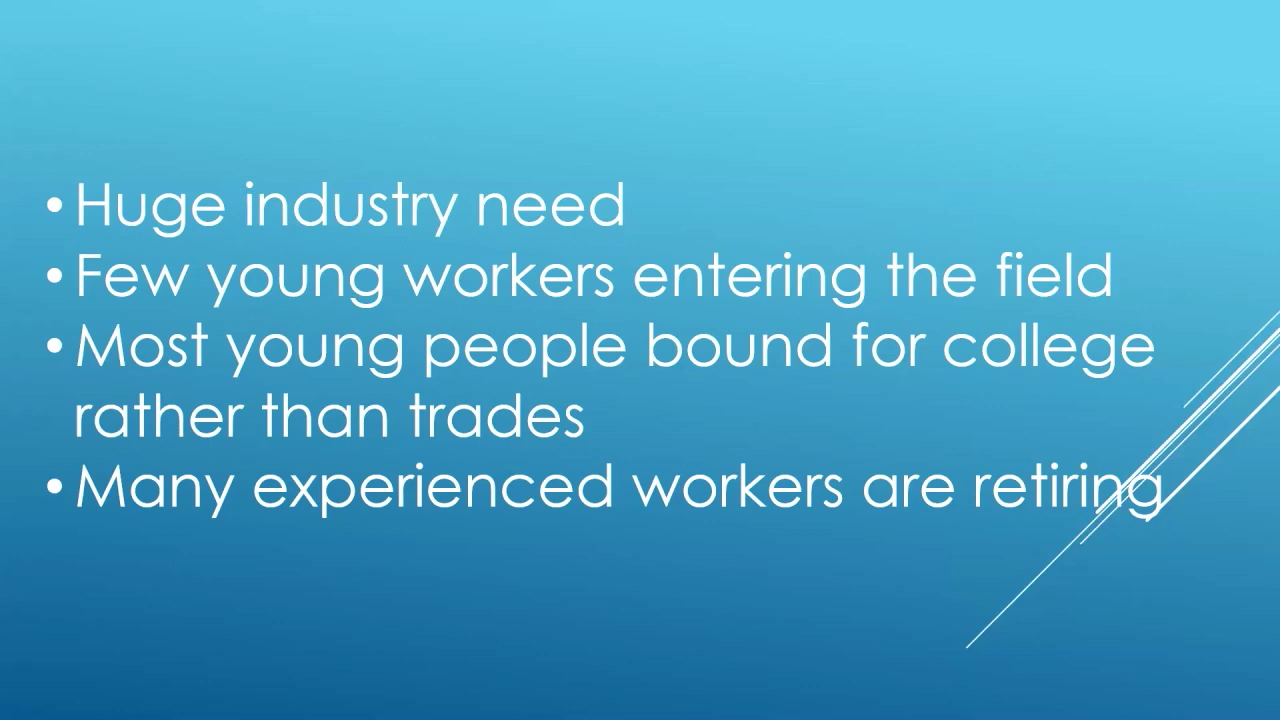 • Huge industry need
• Few young workers entering the field
• Most young people bound for college
rather than trades
• Many experienced workers are retiring